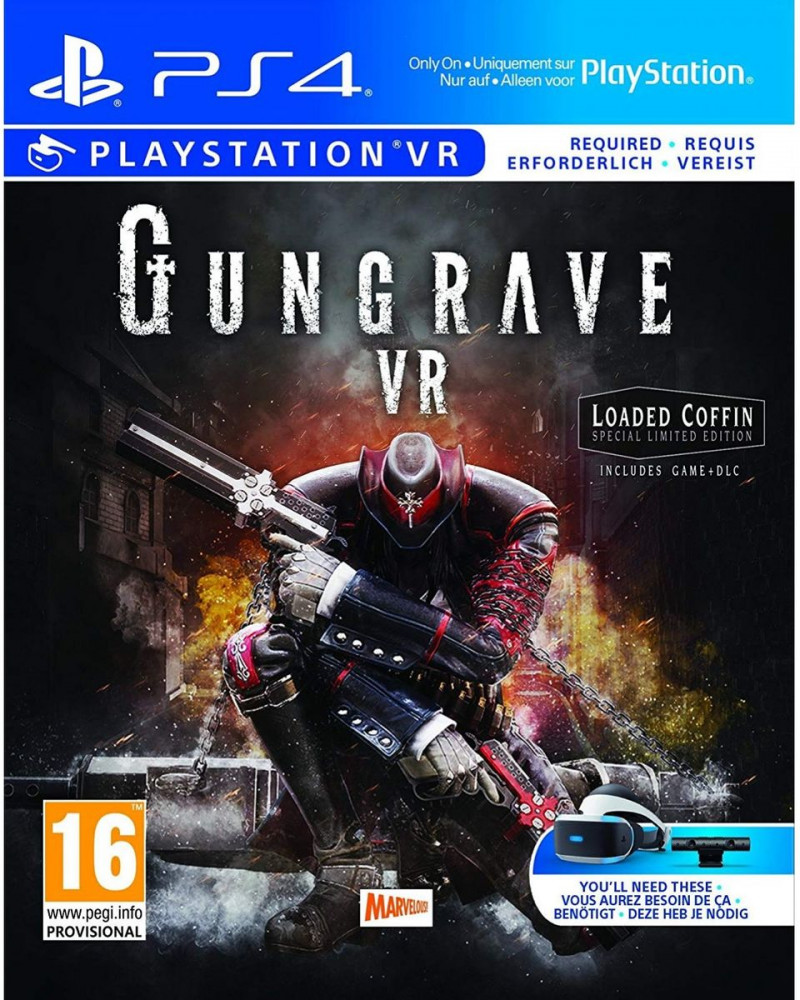 PS4®
Only On • Uniquement sur
Nur auf • Alleen voor
PlayStation®
PLAYSTATION®VR
REQUIRED • REQUIS
ERFORDERLICH • VEREIST
GUNGRAVE
VR
LOADED COFFIN
SPECIAL LIMITED EDITION
INCLUDES GAME+DLC
16
TM
www.pegi.info
PROVISIONAL
MARVELOUS!
YOU'LL NEED THESE •
VOUS AUREZ BESOIN DE ÇA •
BENÖTIGT • DEZE HEB JE NÖDIG